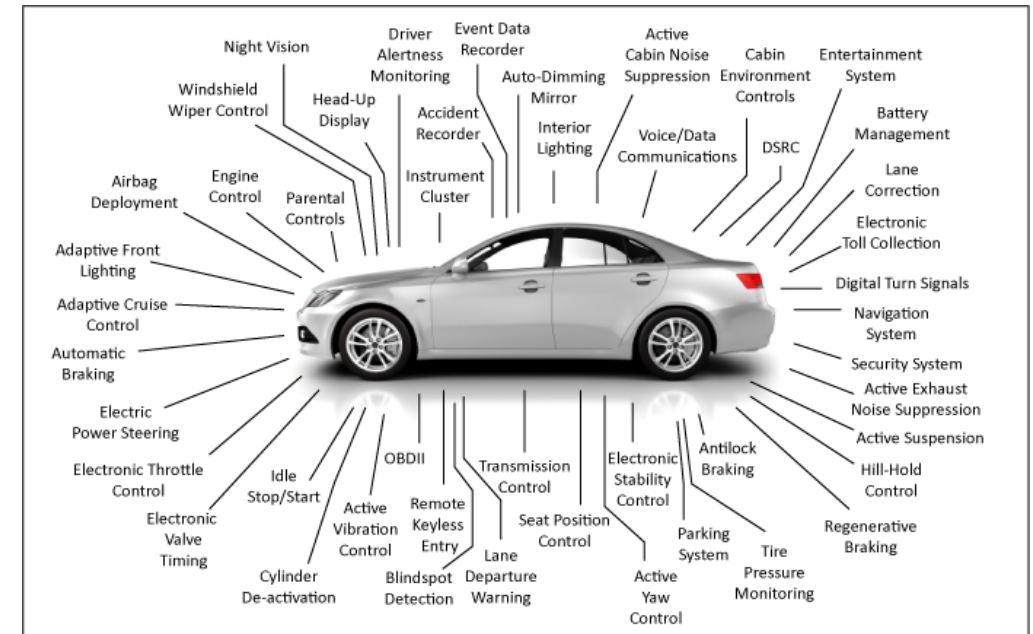 Night Vision
Driver
Alertness
Monitoring
Event Data
Recorder
Active
Cabin Noise
Suppression
Cabin
Environment
Controls
Entertainment
System
Windshield
Wiper Control
Head-Up
Display
Accident
Recorder
Auto-Dimming
Mirror
Interior
Lighting
Voice/Data
Communications
DSRC
Battery
Management
Airbag
Deployment
Engine
Control
Parental
Controls
Instrument
Cluster
Lane
Correction
Electronic
Toll Collection
Adaptive Front
Lighting
Digital Turn Signals
Adaptive Cruise
Control
Navigation
System
Automatic
Braking
Security System
Electric
Power Steering
Active Exhaust
Noise Suppression
Active Suspension
Electronic Throttle
Control
Idle
Stop/Start
OBDII
Transmission
Control
Electronic
Stability
Control
Antilock
Braking
Hill-Hold
Control
Electronic
Valve
Timing
Active
Vibration
Control
Remote
Keyless
Entry
Seat Position
Control
Parking
System
Regenerative
Braking
Cylinder
De-activation
Blindspot
Detection
Lane
Departure
Warning
Active
Yaw
Control
Tire
Pressure
Monitoring